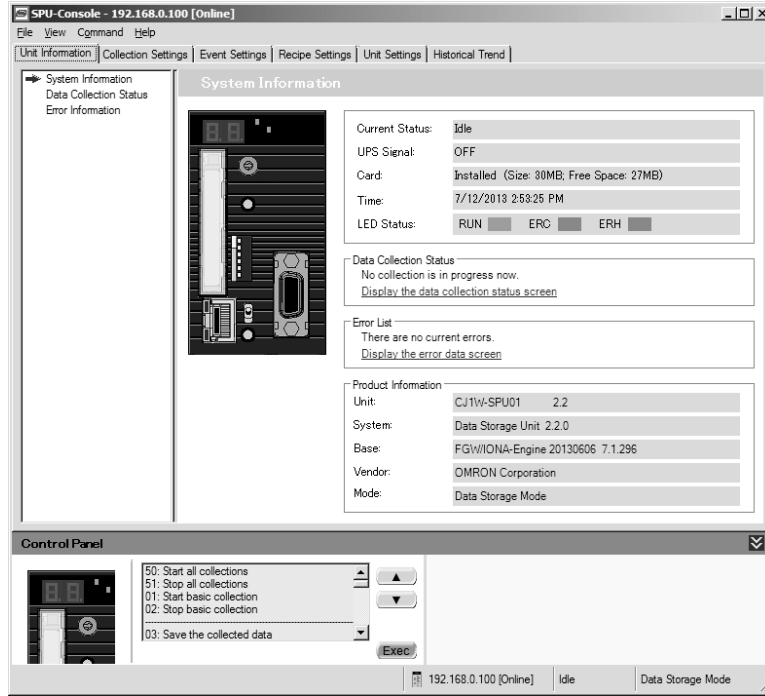 SPU-Console - 192.168.0.100 [Online]
File View Command Help
Unit Information Collection Settings Event Settings Recipe Settings Unit Settings Historical Trend
System Information
Data Collection Status
Error Information
System Information
Current Status: Idle
UPS Signal: OFF
Card: Installed (Size: 30MB; Free Space: 27MB)
Time: 7/12/2013 2:53:25 PM
LED Status: RUN ERC ERH
Data Collection Status
No collection is in progress now.
Display the data collection status screen
Error List
There are no current errors.
Display the error data screen
Product Information
Unit: CJ1W-SPU01 2.2
System: Data Storage Unit 2.2.0
Base: FGW/IONA-Engine 20130606 7.1.296
Vendor: OMRON Corporation
Mode: Data Storage Mode
Control Panel
50: Start all collections
51: Stop all collections
01: Start basic collection
02: Stop basic collection
03: Save the collected data
Exec
192.168.0.100 [Online] Idle Data Storage Mode